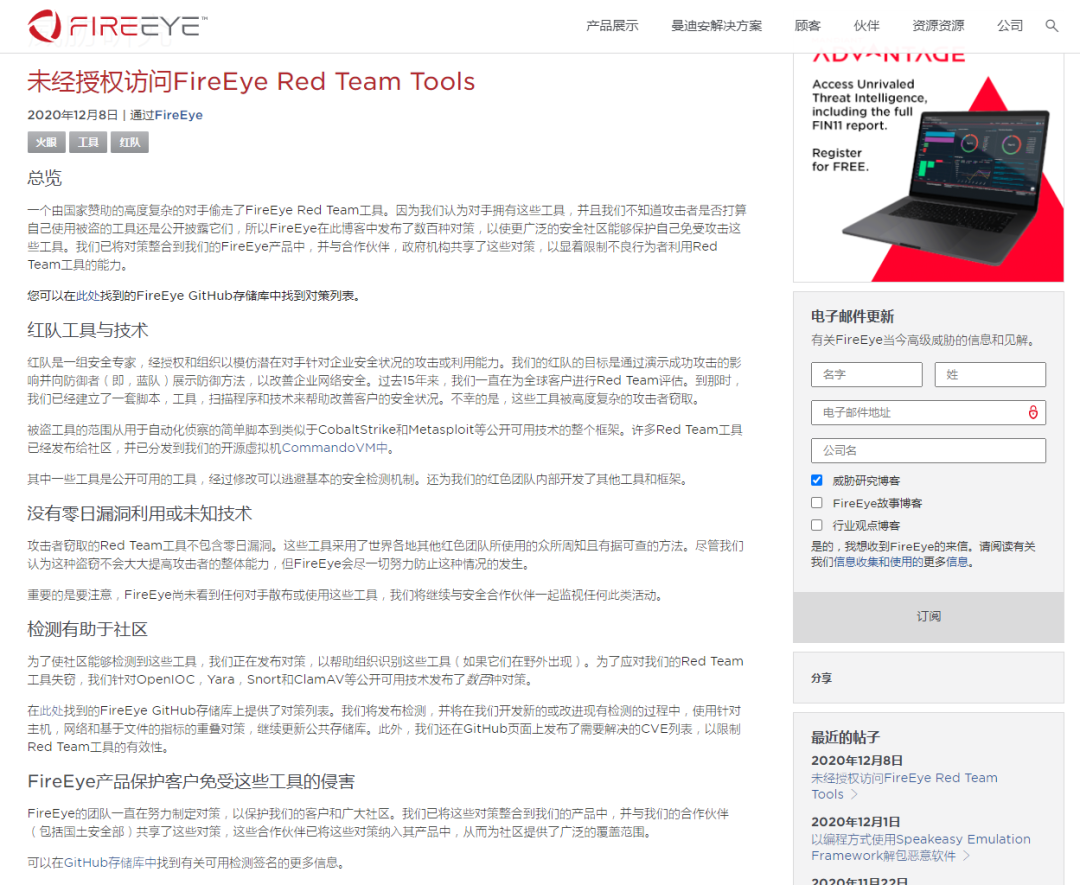 FIREEYE™
产品展示
曼迪安解决方案
顾客
伙伴
资源资源
公司
未经授权访问FireEye Red Team Tools
2020年12月8日 | 通过FireEye
火眼
工具
红队
总览
一个由国家赞助的高度复杂的对手偷走了FireEye Red Team工具。因为我们认为对手拥有这些工具，并且我们不知道攻击者是否打算
自己使用被盗的工具还是公开披露它们，所以FireEye在此博客中发布了数百种对策，以使更广泛的安全社区能够保护自己免受攻击这
些工具。我们已将对策整合到我们的FireEye产品中，并与合作伙伴，政府机构共享了这些对策，以显着限制不良行为者利用Red
Team工具的能力。
您可以在此处找到的FireEye GitHub存储库中找到对策列表。
红队工具与技术
红队是一组安全专家，经授权和组织以模仿潜在对手针对企业安全状况的攻击或利用能力。我们的红队的目标是通过演示成功攻击的影
响并向防御者（即，蓝队）展示防御方法，以改善企业网络安全。过去15年来，我们一直在为全球客户进行Red Team评估。到那时，
我们已经建立了一套脚本，工具，扫描程序和技术来帮助改善客户的安全状况。不幸的是，这些工具被高度复杂的攻击者窃取。
被盗工具的范围从用于自动化侦察的简单脚本到类似于CobaltStrike和Metasploit等公开可用技术的整个框架。许多Red Team工具
已经发布给社区，并已分发到我们的开源虚拟机CommandoVM中。
其中一些工具是公开可用的工具，经过修改可以逃避基本的安全检测机制。还为我们的红色团队内部开发了其他工具和框架。
没有零日漏洞利用或未知技术
攻击者窃取的Red Team工具不包含零日漏洞。这些工具采用了世界各地其他红色团队所使用的众所周知且有据可查的方法。尽管我们
认为这种盗窃不会大大提高攻击者的整体能力，但FireEye会尽一切努力防止这种情况的发生。
重要的是要注意，FireEye尚未看到任何对手散布或使用这些工具，我们将继续与安全合作伙伴一起监视任何此类活动。
检测有助于社区
为了使社区能够检测到这些工具，我们正在发布对策，以帮助组织识别这些工具（如果它们在野外出现）。为了应对我们的Red Team
工具失窃，我们针对OpenIOC，Yara，Snort和ClamAV等公开可用技术发布了数百种对策。
在此处找到的FireEye GitHub存储库上提供了对策列表。我们将发布检测，并将在我们开发新的或改进现有检测的过程中，使用针对
主机，网络和基于文件的指标的重叠对策，继续更新公共存储库。此外，我们还在GitHub页面上发布了需要解决的CVE列表，以限制
Red Team工具的有效性。
FireEye产品保护客户免受这些工具的侵害
FireEye的团队一直在努力制定对策，以保护我们的客户和广大社区。我们已将这些对策整合到我们的产品中，并与我们的合作伙伴
（包括国土安全部）共享了这些对策，这些合作伙伴已将这些对策纳入其产品中，从而为社区提供了广泛的覆盖范围。
可以在GitHub存储库中找到有关可用检测签名的更多信息。
ADVANTAGE
Access Unrivaled
Threat Intelligence,
including the full
FIN11 report.
Register
for FREE.
电子邮件更新
有关FireEye当今高级威胁的信息和见解。
名字
姓
电子邮件地址
公司名
威胁研究博客
FireEye故事博客
行业观点博客
是的，我想收到FireEye的来信。请阅读有关
我们信息收集和使用的更多信息。
订阅
分享
最近的帖子
2020年12月8日
未经授权访问FireEye Red Team
Tools
2020年12月1日
以编程方式使用Speakeasy Emulation
Framework解包恶意软件
2020年11月22日